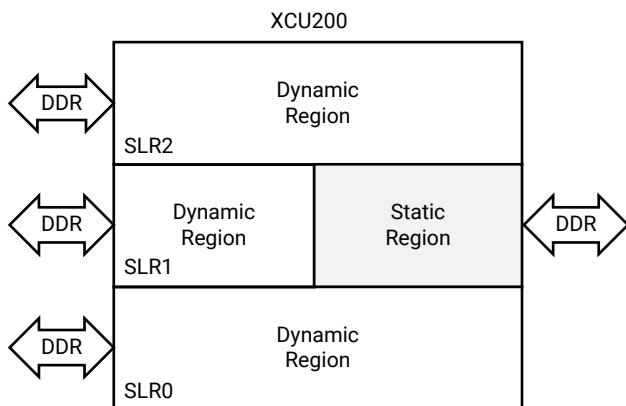 XCU200
DDR
Dynamic
Region
SLR2
DDR
Dynamic
Region
SLR1
Static
Region
DDR
DDR
Dynamic
Region
SLR0